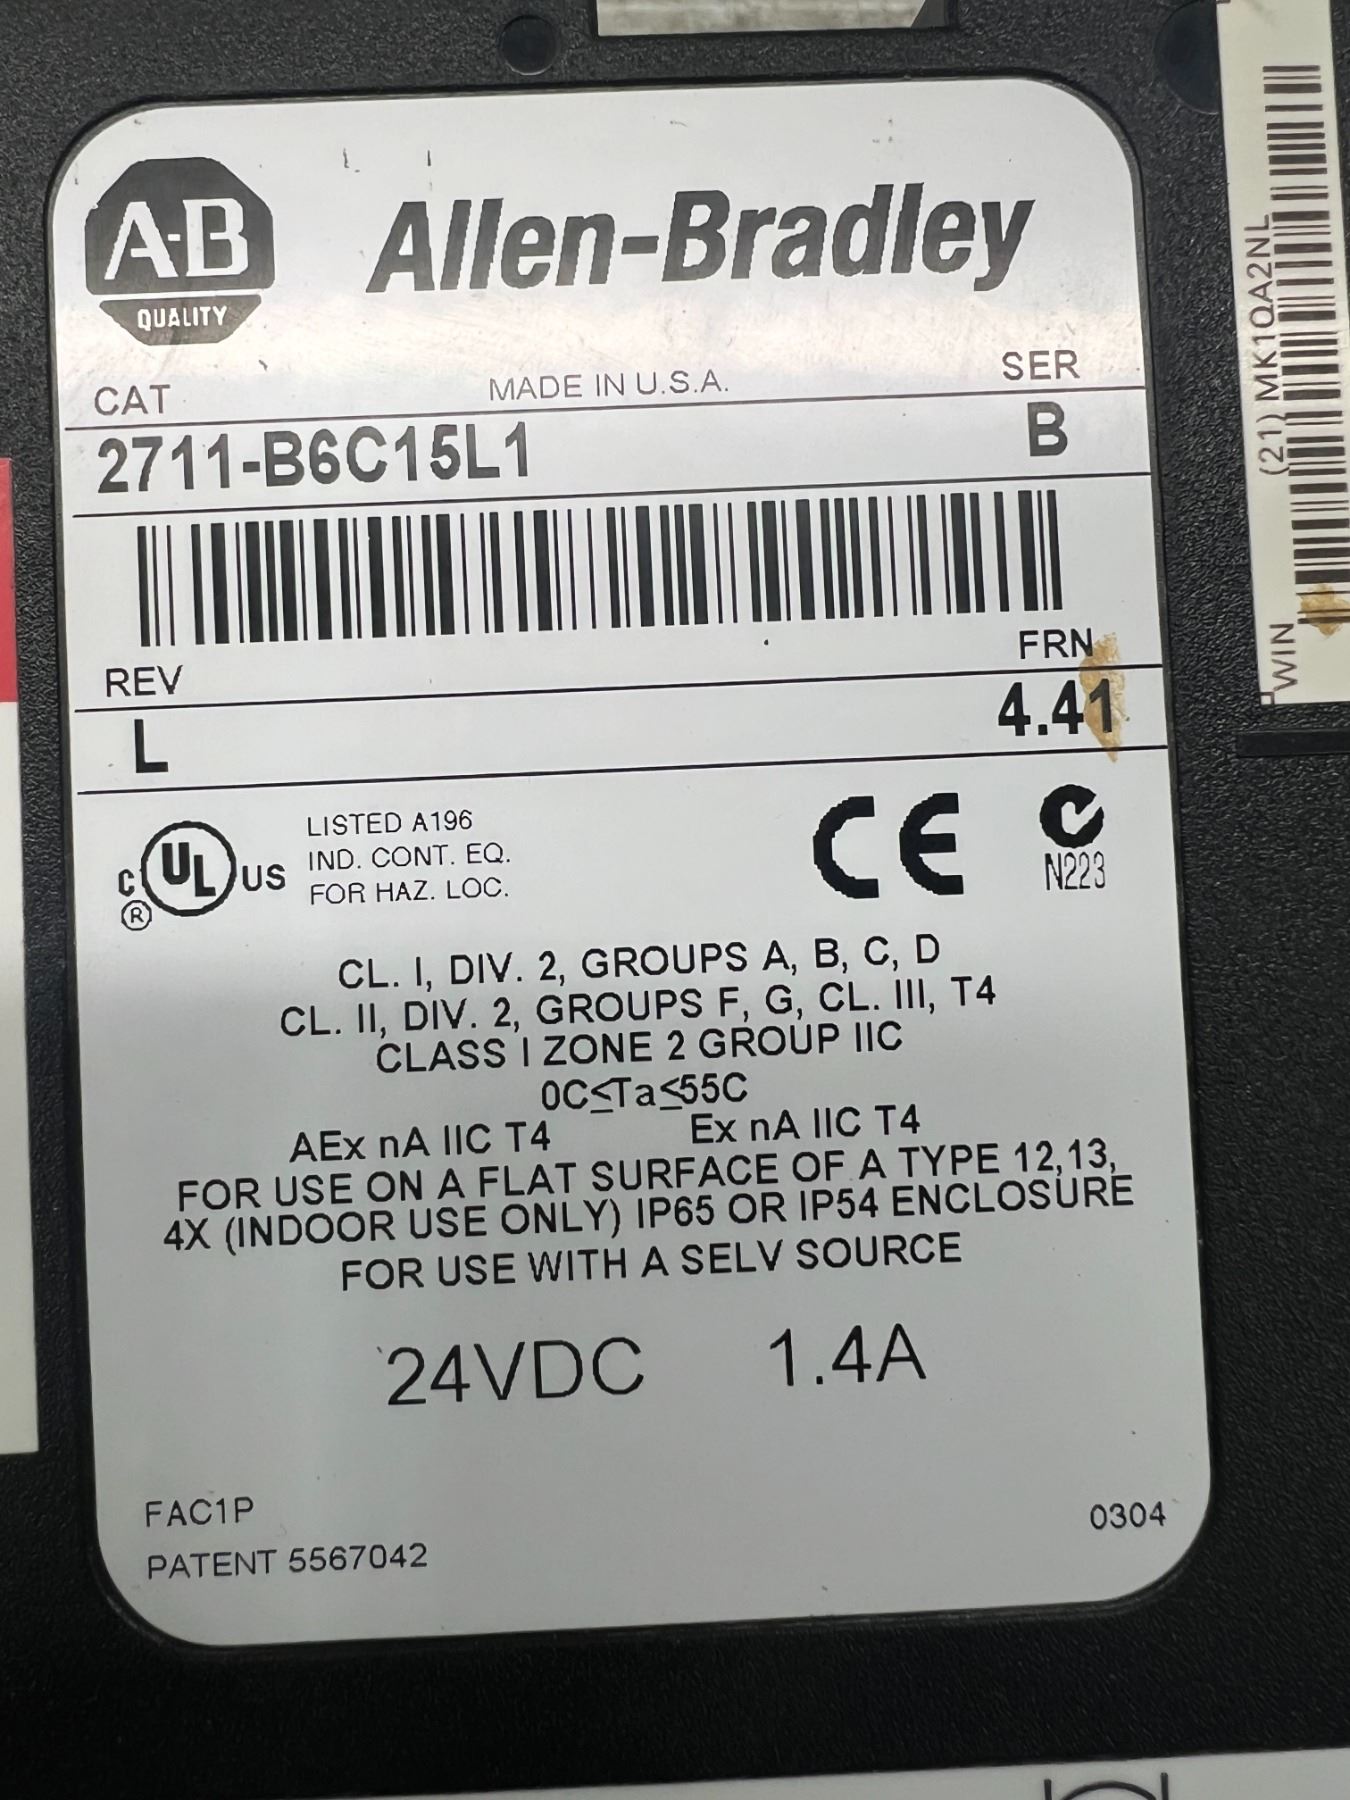 A-B
QUALITY
Allen-Bradley
CAT
MADE IN U.S.A.
SER
2711-B6C15L1
B
REV
FRN
L
4.41
C UL US
®
LISTED A196
IND. CONT. EQ.
FOR HAZ. LOC.
CE
N223
CL. I, DIV. 2, GROUPS A, B, C, D
CL. II, DIV. 2, GROUPS F, G, CL. III, T4
CLASS I ZONE 2 GROUP IIC
0C≤Ta≤55C
AEx nA IIC T4 Ex nA IIC T4
FOR USE ON A FLAT SURFACE OF A TYPE 12,13,
4X (INDOOR USE ONLY) IP65 OR IP54 ENCLOSURE
FOR USE WITH A SELV SOURCE
24VDC 1.4A
FAC1P
0304
PATENT 5567042
(21) MK1QA2NL
WIN